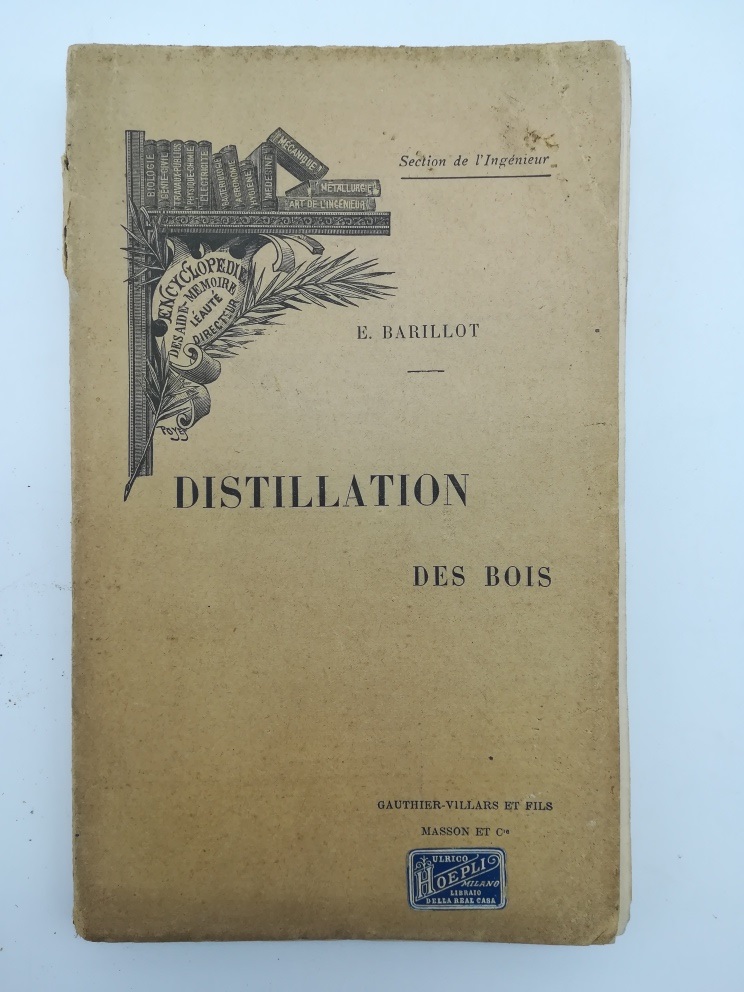 BIOLOGIE
GÉNIE-CIVIL
TRAVAUX-PUBLICS
PHYSIQUE-CHIMIE
ÉLECTRICITÉ
AGRONOMIE
HYGIÈNE
MÉDECINE
MÉCANIQUE
MÉTALLURGIE
ART DE L'INGÉNIEUR
Section de l'Ingénieur
ENCYCLOPÉDIE
DES AIDE-MÉMOIRE
LÉAUTÉ
DIRECTEUR
POYET
E. BARILLOT
DISTILLATION
DES BOIS
GAUTHIER-VILLARS ET FILS
MASSON ET Cie
ULRICO
HOEPLI
MILANO
LIBRAIO
DELLA REAL CASA